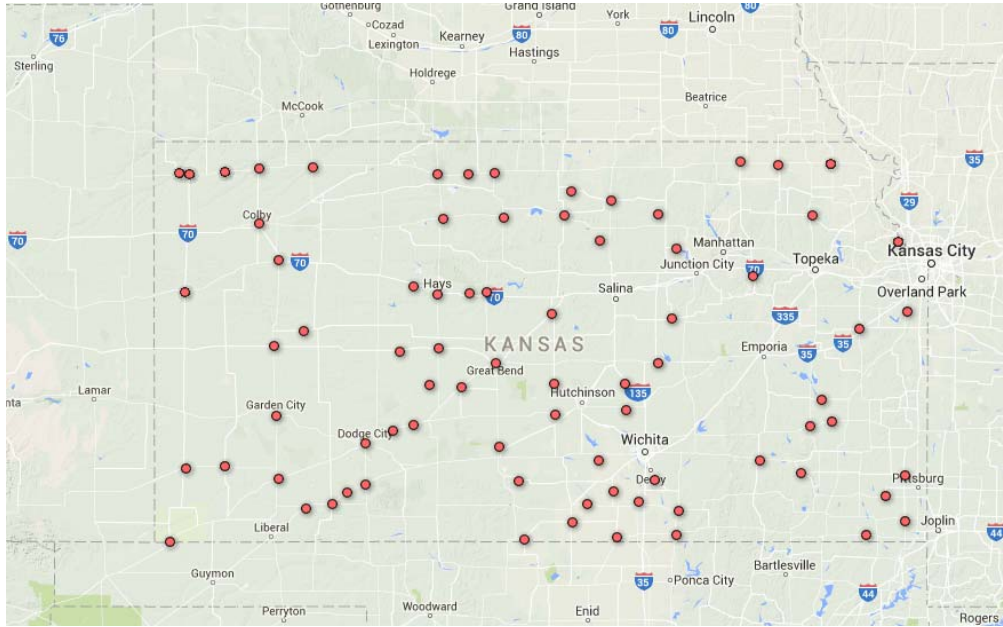 Gothenburg
Grand Island
80
76
Cozad
York
Lincoln
Lexington
Kearney
80
80
Sterling
Hastings
Holdrege
McCook
Beatrice
35
29
Colby
70
70
Manhattan
70
70
Kansas City
Topeka
Junction City
Hays
70
Salina
Overland Park
335
KANSAS
35
35
Emporia
Great Bend
Lamar
Hutchinson
135
nta
Garden City
Dodge City
Wichita
Derby
Pittsburg
Liberal
Joplin
44
Guymon
Bartlesville
35
Ponca City
44
Perryton
Woodward
Enid
Rogers